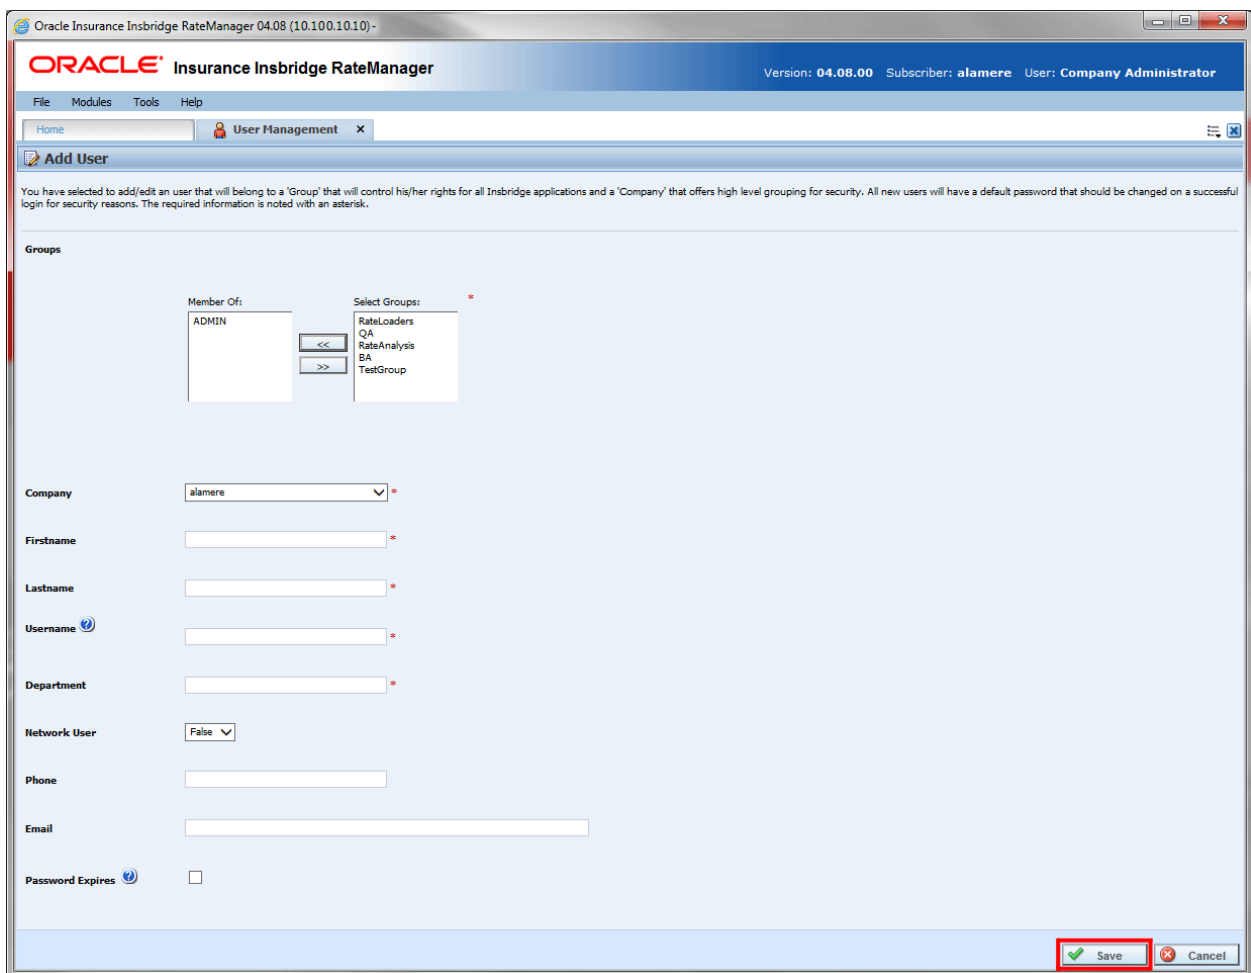 Oracle Insurance Insbridge RateManager 04.08 (10.100.10.10) -
ORACLE Insurance Insbridge RateManager
Version: 04.08.00 Subscriber: alamere User: Company Administrator
File Modules Tools Help
Home
User Management x
Add User
You have selected to add/edit an user that will belong to a 'Group' that will control his/her rights for all Insbridge applications and a 'Company' that offers high level grouping for security. All new users will have a default password that should be changed on a successful
login for security reasons. The required information is noted with an asterisk.
Groups
Member Of:
ADMIN
<<
>>
Select Groups: *
RateLoaders
QA
RateAnalysis
BA
TestGroup
Company alamere *
Firstname *
Lastname *
Username ? *
Department *
Network User False
Phone
Email
Password Expires ?
Save Cancel